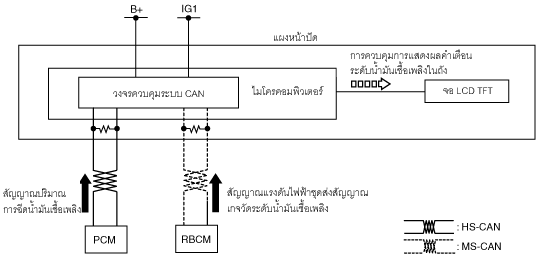 B+
IG1
แผงหน้าปัด
การควบคุมการแสดงผลคำเตือน
ระดับน้ำมันเชื้อเพลิงในถัง
วงจรควบคุมระบบ CAN
ไมโครคอมพิวเตอร์
จอ LCD TFT
สัญญาณปริมาณ
การฉีดน้ำมันเชื้อเพลิง
สัญญาณแรงดันไฟฟ้าชุดส่งสัญญาณ
เกจวัดระดับน้ำมันเชื้อเพลิง
PCM
RBCM
: HS-CAN
: MS-CAN